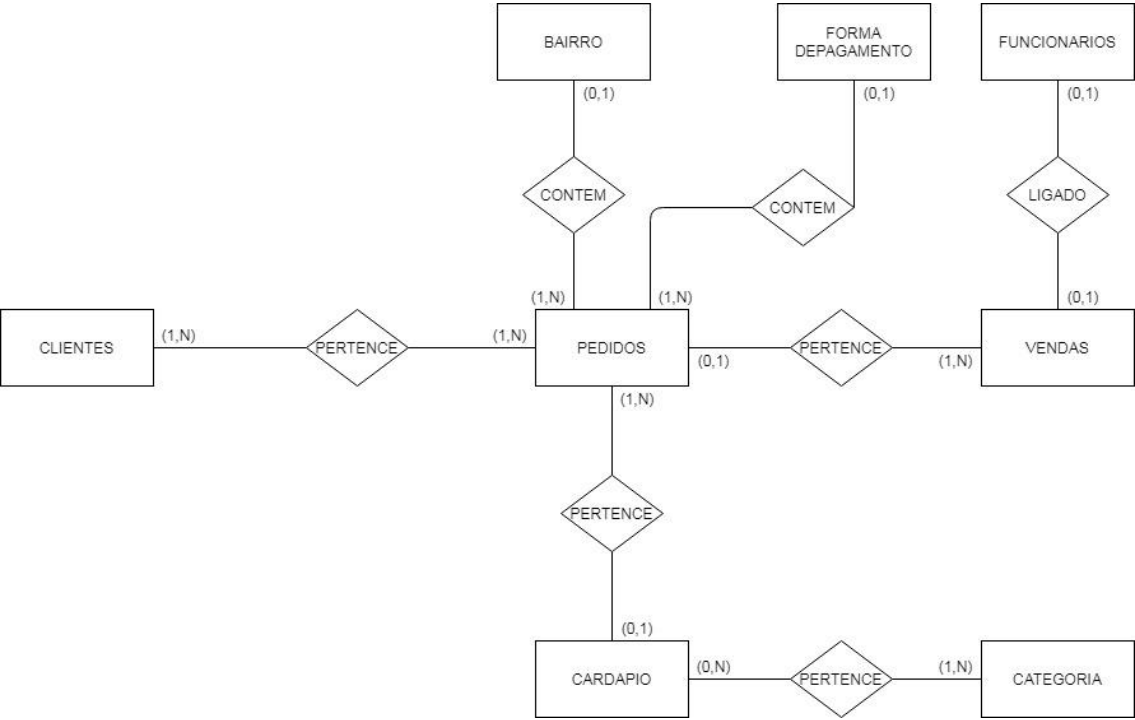 BAIRRO
FORMA
DEPAGAMENTO
FUNCIONARIOS
(0,1)
(0,1)
(0,1)
CONTEM
CONTEM
LIGADO
(1,N)
(1,N)
(0,1)
CLIENTES
(1,N)
PERTENCE
(1,N)
PEDIDOS
(0,1)
PERTENCE
(1,N)
VENDAS
(1,N)
PERTENCE
(0,1)
CARDAPIO
(0,N)
PERTENCE
(1,N)
CATEGORIA